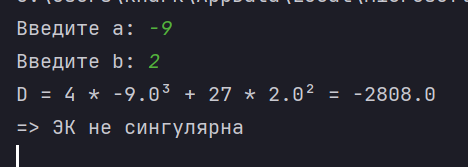 Введите a: -9
Введите b: 2
D = 4 * -9.0³ + 27 * 2.0² = -2808.0
=> ЭК не сингулярна